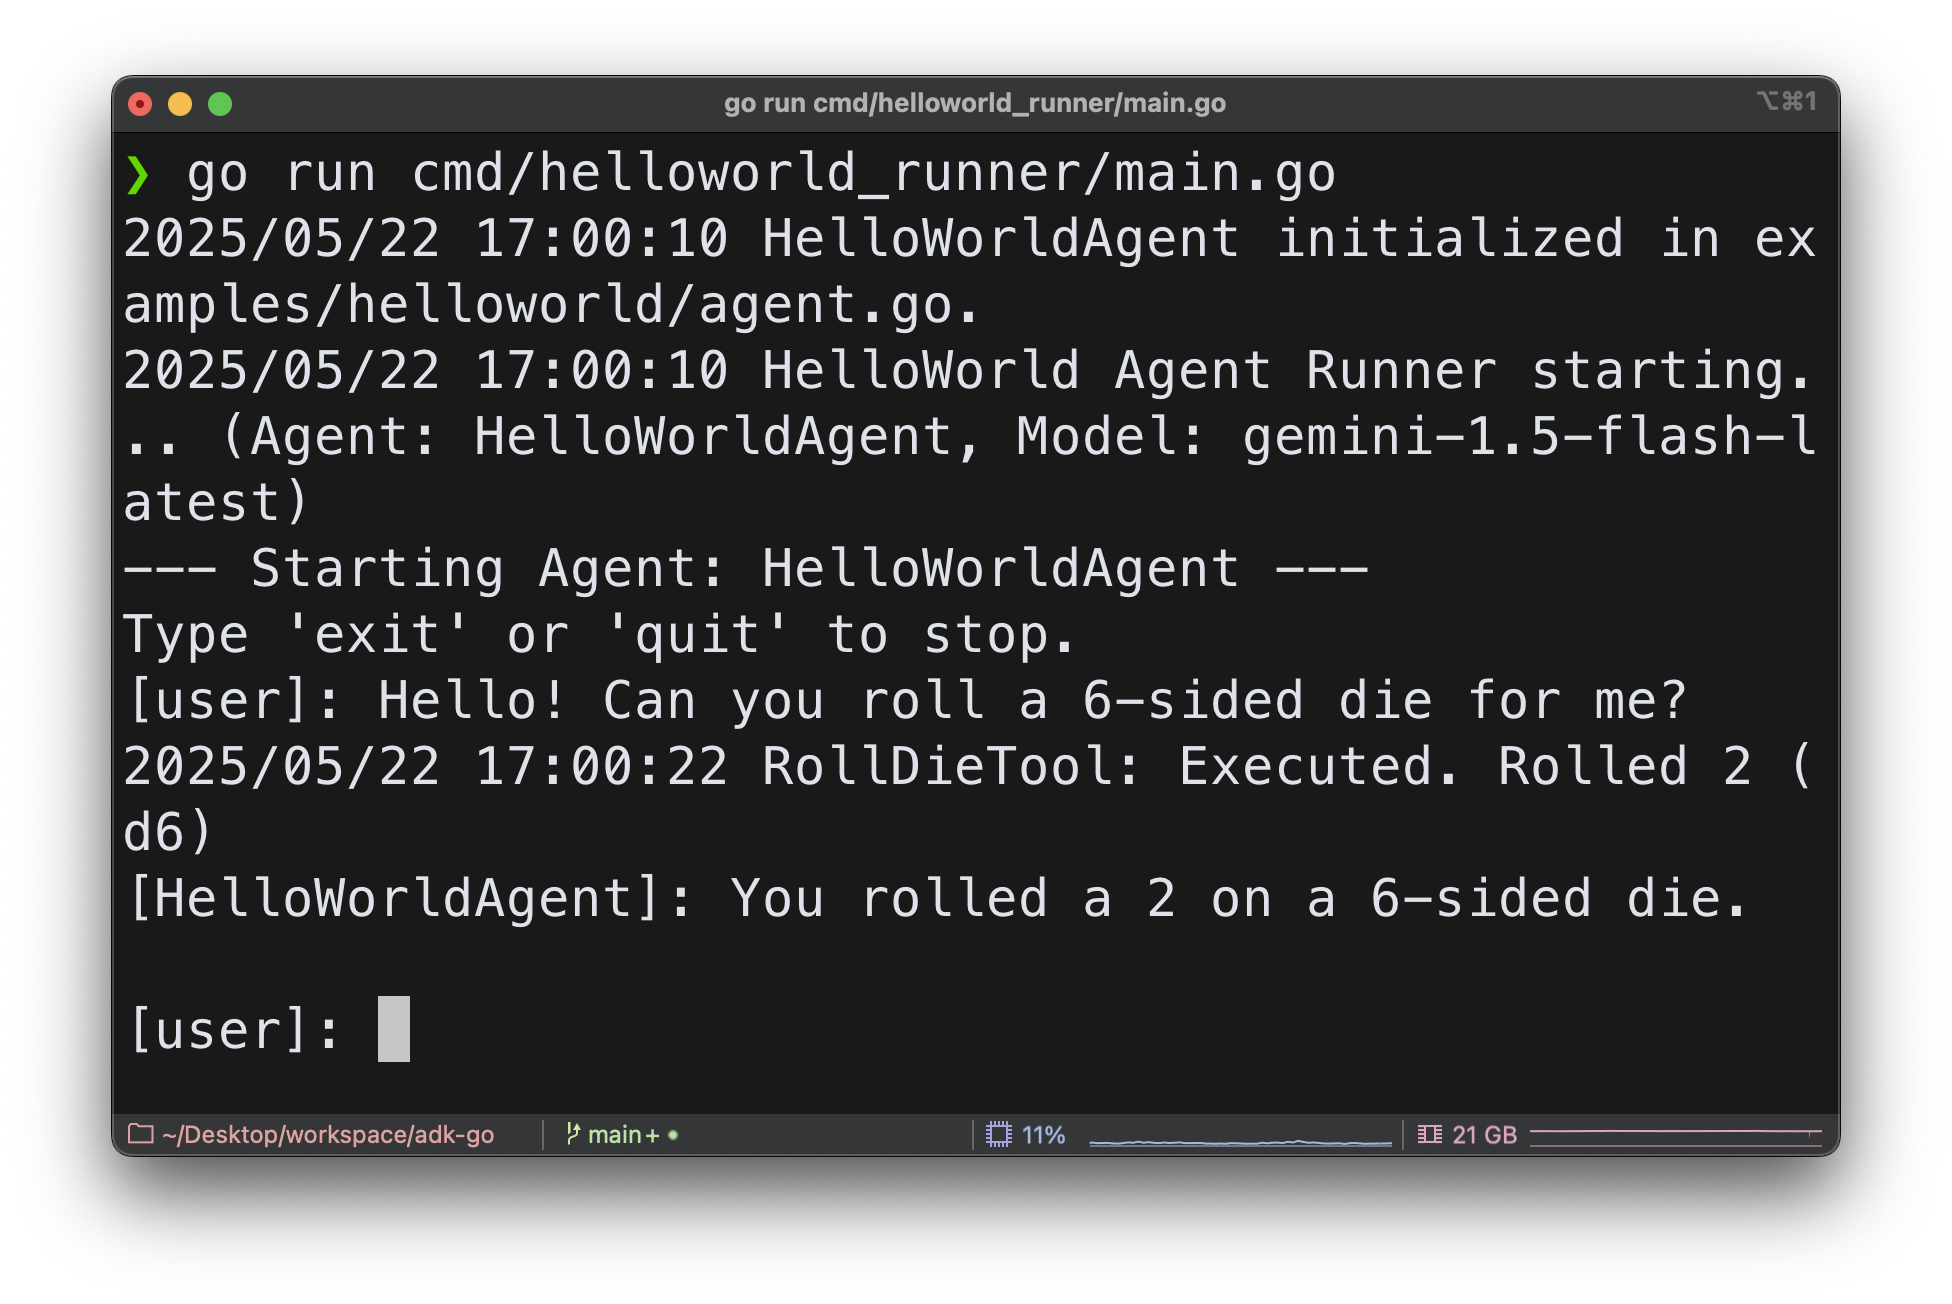 go run cmd/helloworld_runner/main.go
⌥⌘1
❯ go run cmd/helloworld_runner/main.go
2025/05/22 17:00:10 HelloWorldAgent initialized in ex
amples/helloworld/agent.go.
2025/05/22 17:00:10 HelloWorld Agent Runner starting.
.. (Agent: HelloWorldAgent, Model: gemini-1.5-flash-l
atest)
--- Starting Agent: HelloWorldAgent ---
Type 'exit' or 'quit' to stop.
[user]: Hello! Can you roll a 6-sided die for me?
2025/05/22 17:00:22 RollDieTool: Executed. Rolled 2 (
d6)
[HelloWorldAgent]: You rolled a 2 on a 6-sided die.
[user]:
~/Desktop/workspace/adk-go
main+
11%
21 GB